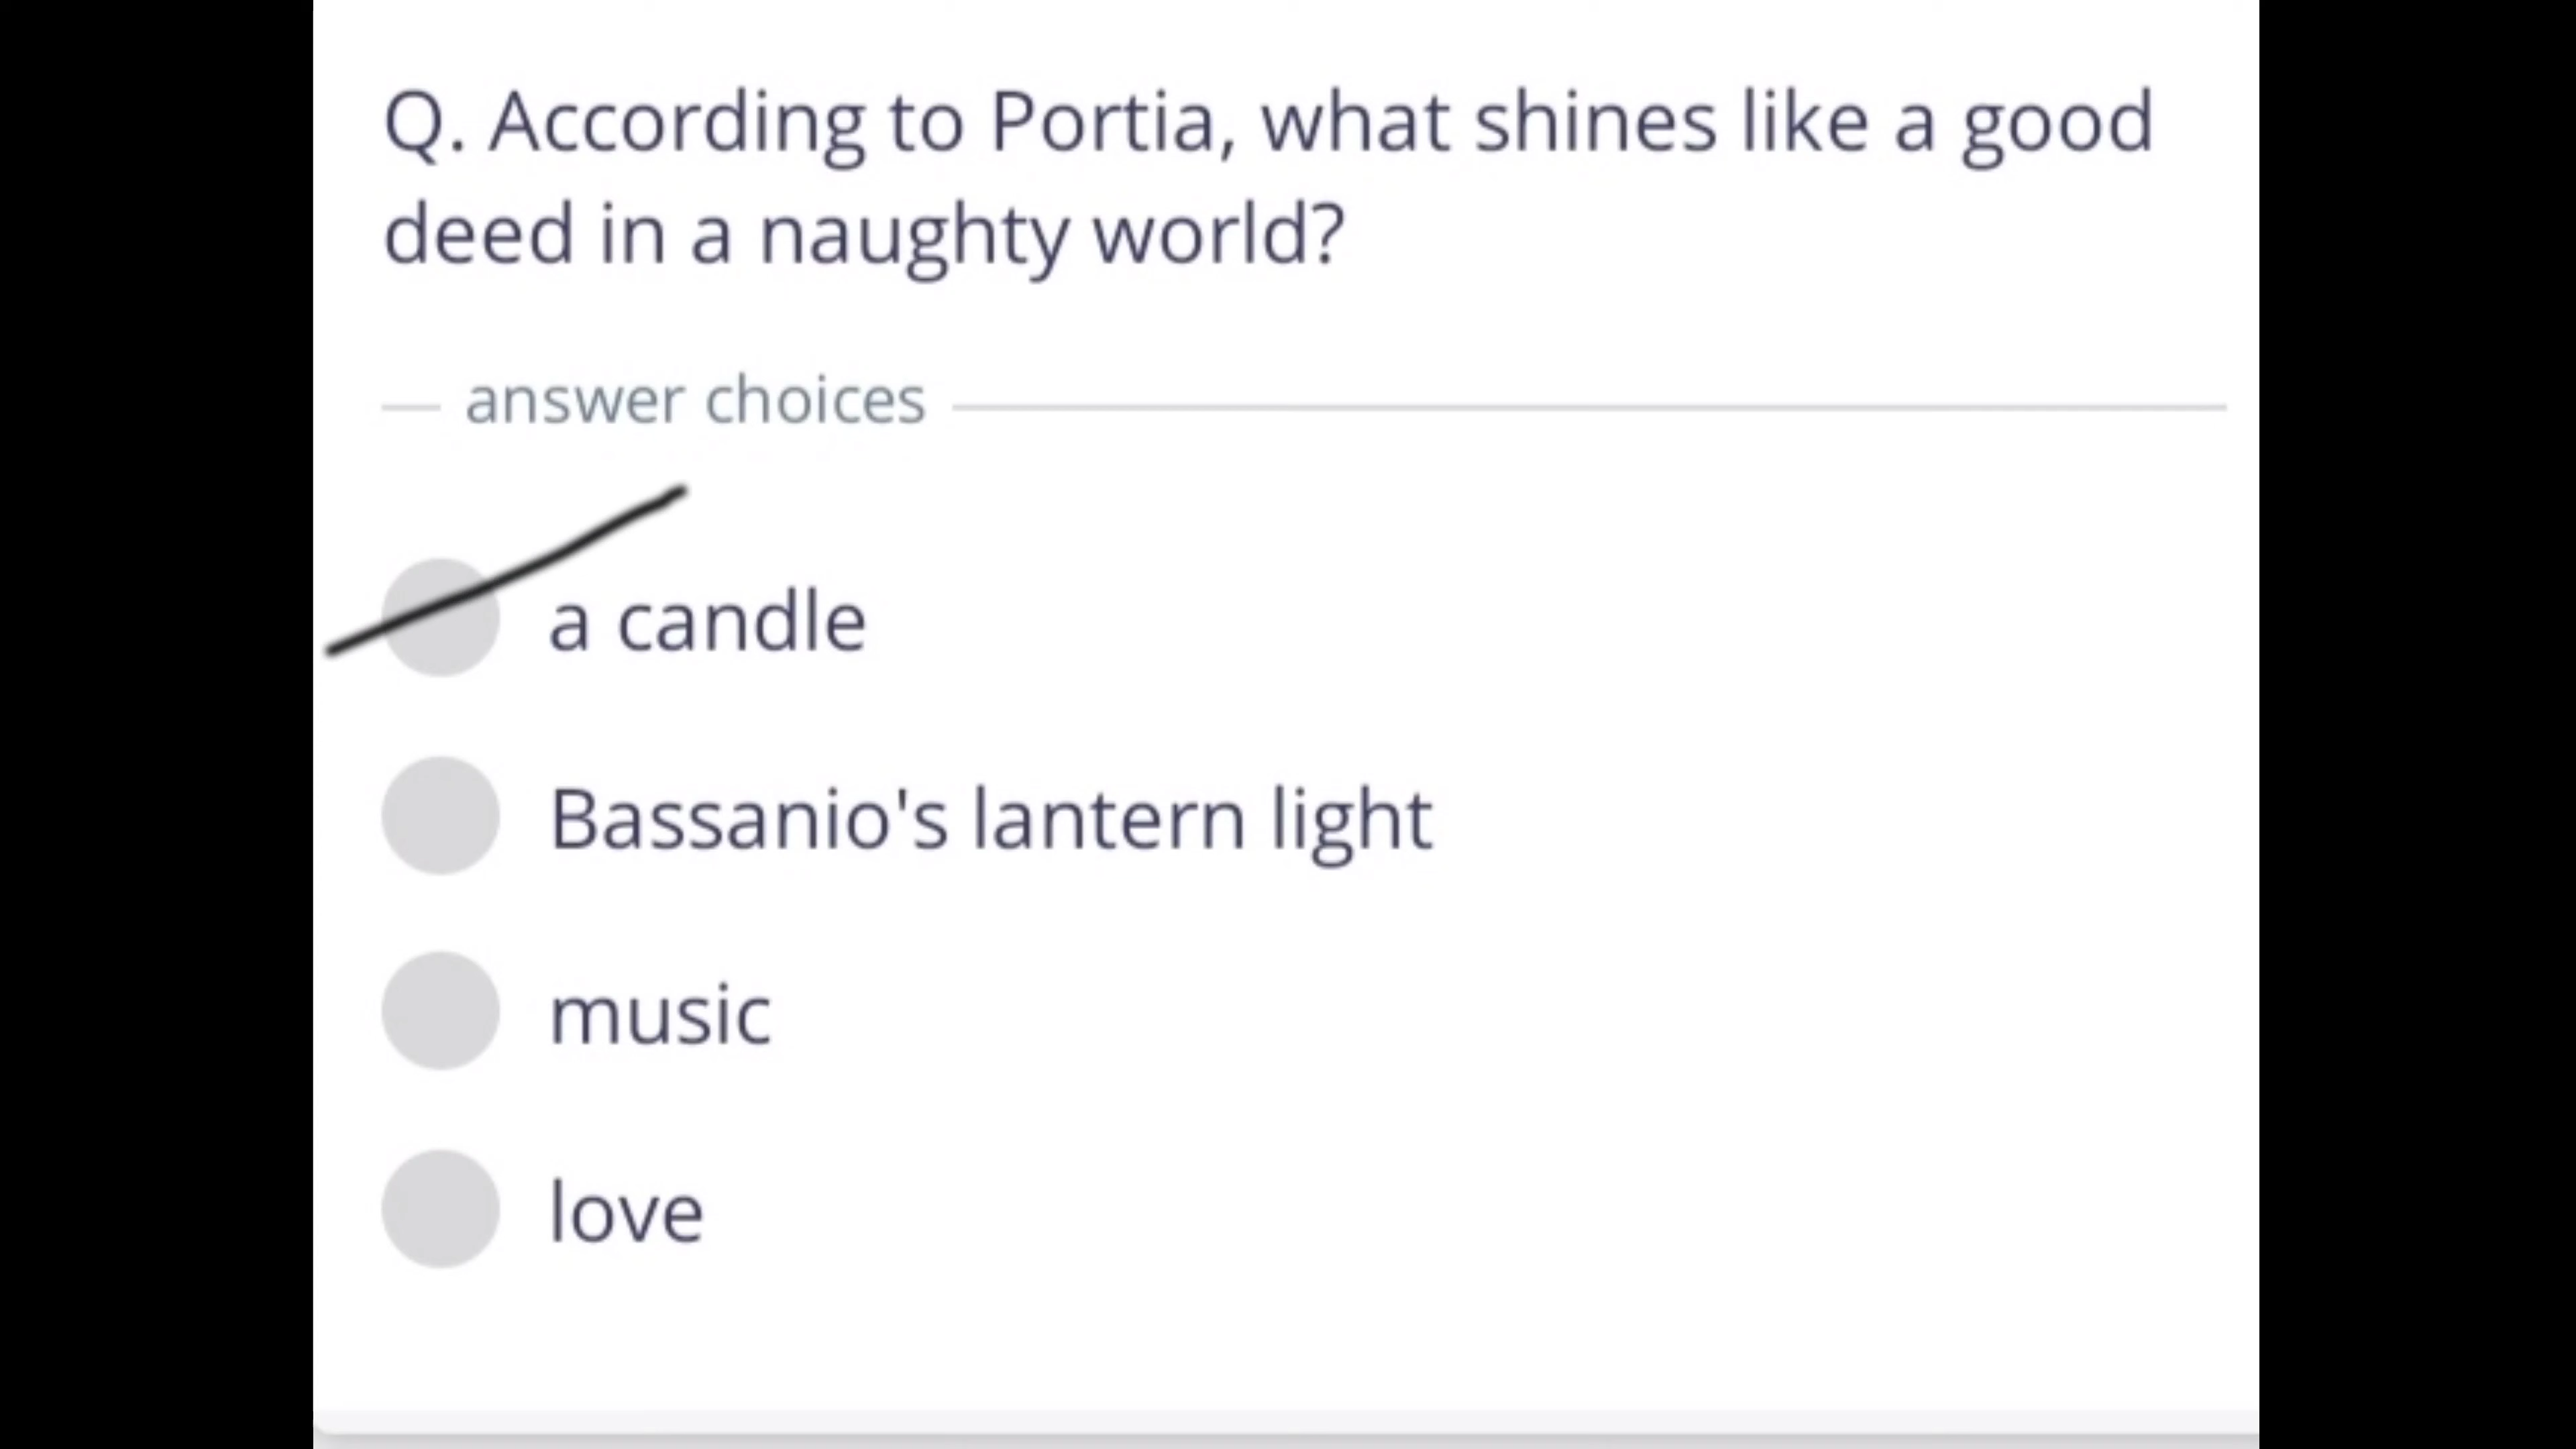 Q. According to Portia, what shines like a good
deed in a naughty world?
answer choices
a candle
Bassanio's lantern light
music
love